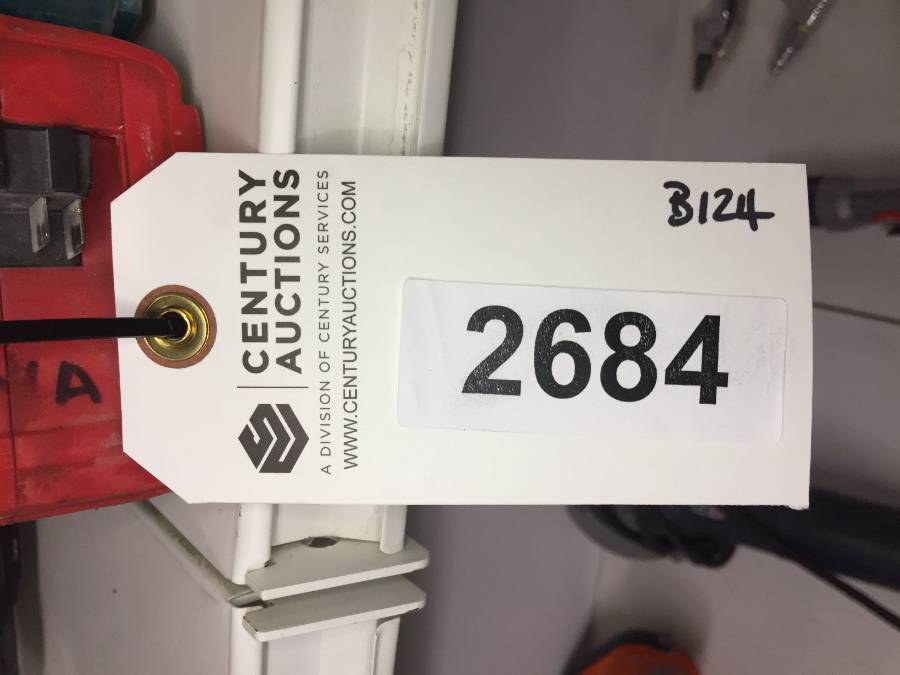 CENTURY
AUCTIONS
A DIVISION OF CENTURY SERVICES
WWW.CENTURYAUCTIONS.COM
B124
2684
A